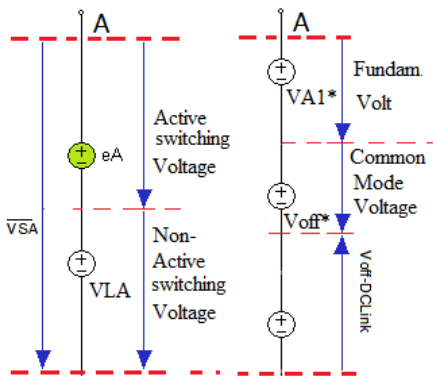 A
eA
VLA
VSA
Active
switching
Voltage
Non-
Active
switching
Voltage
A
VA1*
Voff*
Fundam.
Volt
Common
Mode
Voltage
Voff-DCLink